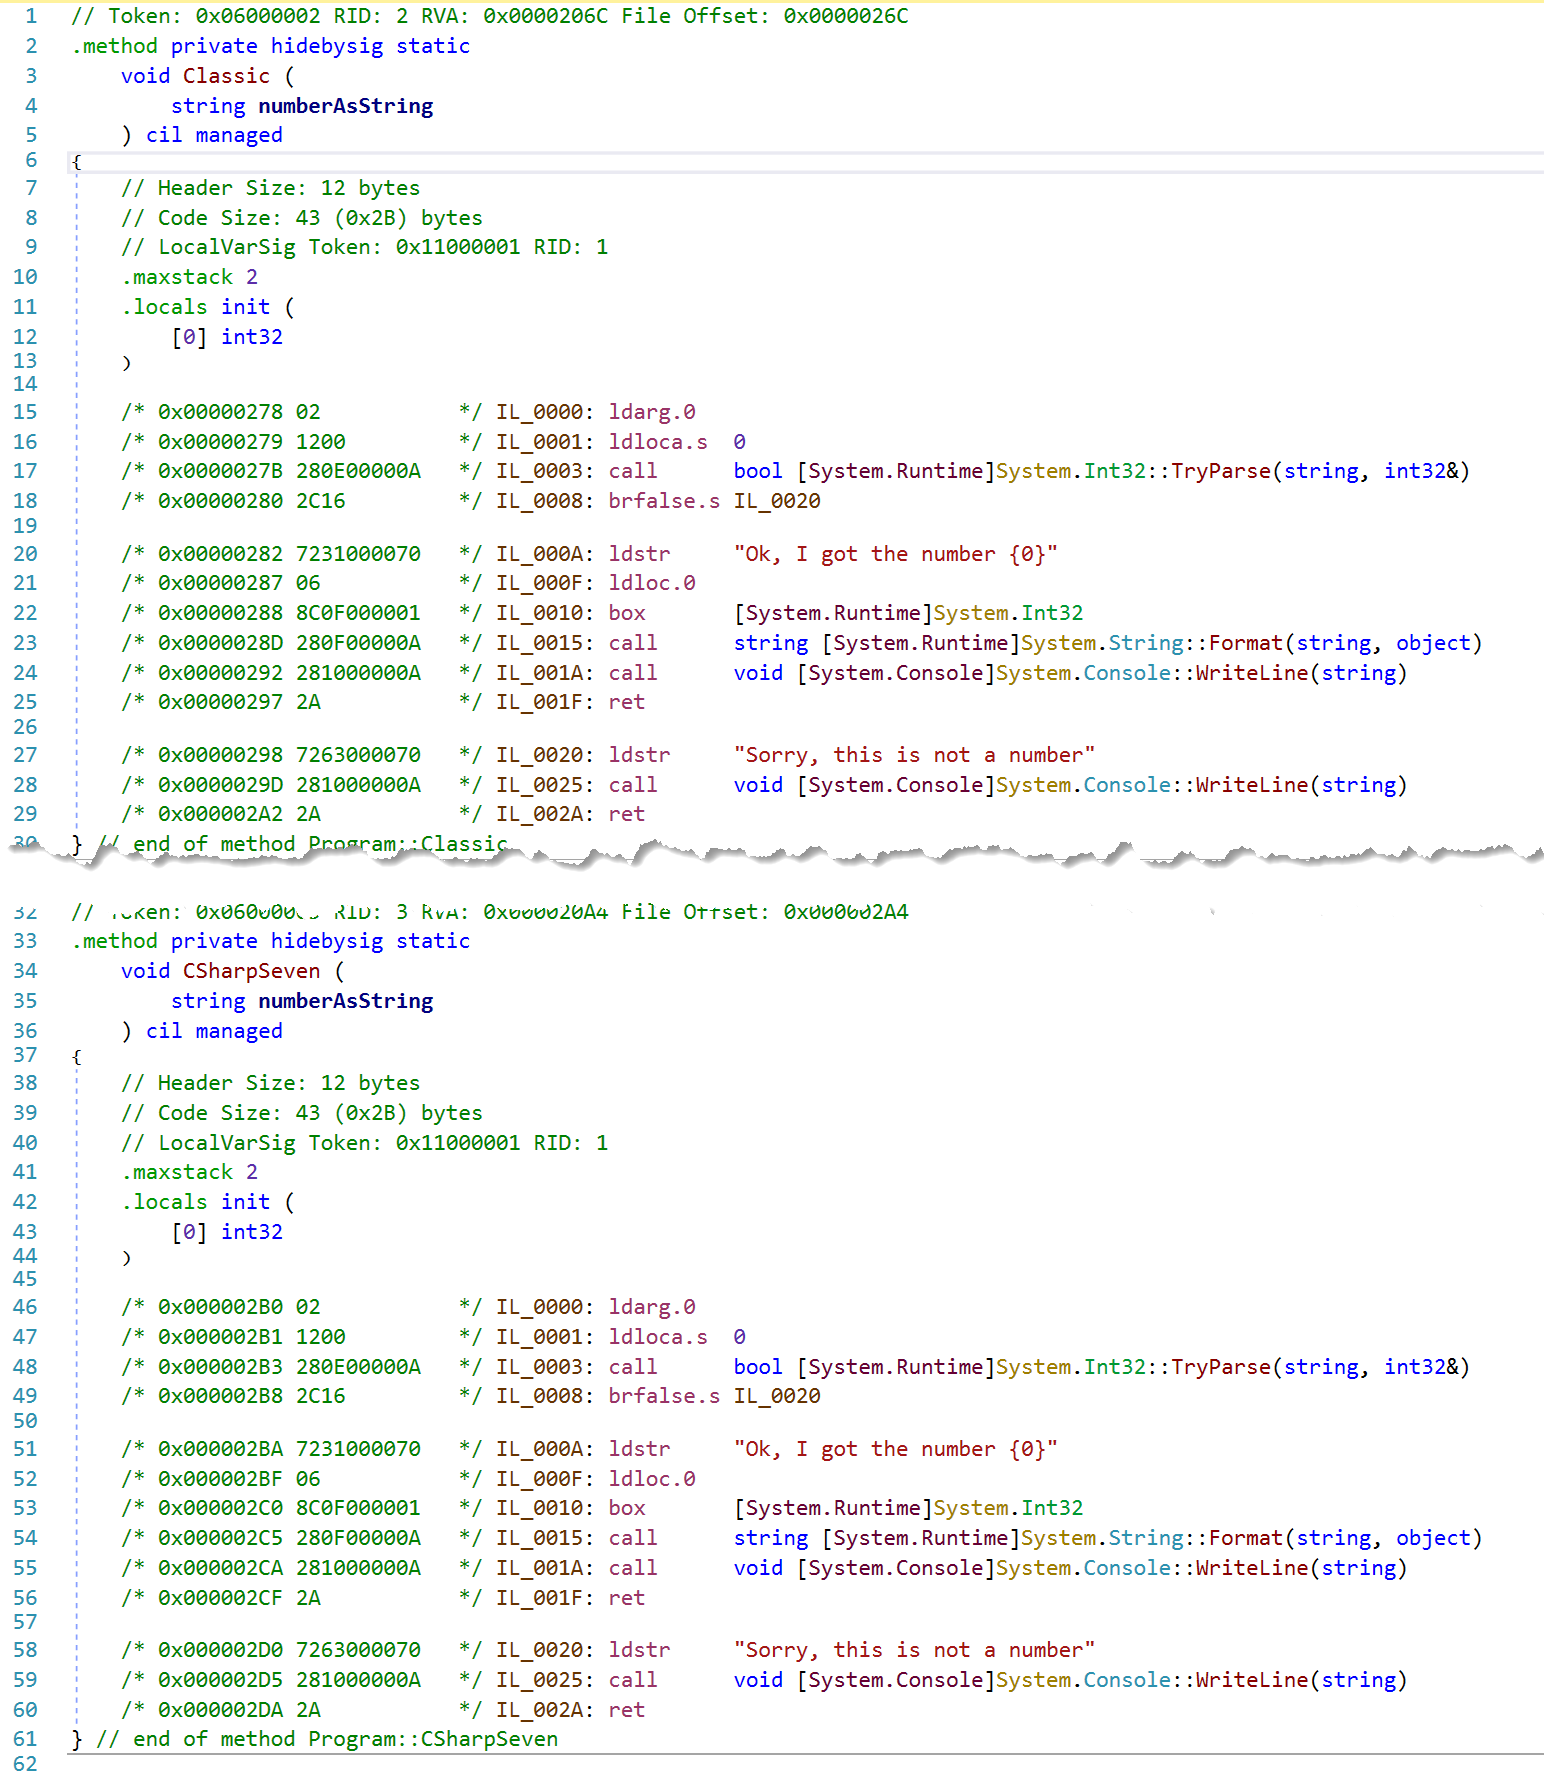 1 // Token: 0x06000002 RID: 2 RVA: 0x0000206C File Offset: 0x0000026C
2 .method private hidebysig static
3 void Classic (
4 string numberAsString
5 ) cil managed
6 {
7 // Header Size: 12 bytes
8 // Code Size: 43 (0x2B) bytes
9 // LocalVarSig Token: 0x11000001 RID: 1
10 .maxstack 2
11 .locals init (
12 [0] int32
13 )
14
15 /* 0x00000278 02 */ IL_0000: ldarg.0
16 /* 0x00000279 1200 */ IL_0001: ldloca.s 0
17 /* 0x0000027B 280E00000A */ IL_0003: call bool [System.Runtime]System.Int32::TryParse(string, int32&)
18 /* 0x00000280 2C16 */ IL_0008: brfalse.s IL_0020
19
20 /* 0x00000282 7231000070 */ IL_000A: ldstr "Ok, I got the number {0}"
21 /* 0x00000287 06 */ IL_000F: ldloc.0
22 /* 0x00000288 8C0F000001 */ IL_0010: box [System.Runtime]System.Int32
23 /* 0x0000028D 280F00000A */ IL_0015: call string [System.Runtime]System.String::Format(string, object)
24 /* 0x00000292 281000000A */ IL_001A: call void [System.Console]System.Console::WriteLine(string)
25 /* 0x00000297 2A */ IL_001F: ret
26
27 /* 0x00000298 7263000070 */ IL_0020: ldstr "Sorry, this is not a number"
28 /* 0x0000029D 281000000A */ IL_0025: call void [System.Console]System.Console::WriteLine(string)
29 /* 0x000002A2 2A */ IL_002A: ret
30 } // end of method Program::Classic
32 // Token: RID: 3 RVA: 0x000020A4 File Offset: 0x000002A4
33 .method private hidebysig static
34 void CSharpSeven (
35 string numberAsString
36 ) cil managed
37 {
38 // Header Size: 12 bytes
39 // Code Size: 43 (0x2B) bytes
40 // LocalVarSig Token: 0x11000001 RID: 1
41 .maxstack 2
42 .locals init (
43 [0] int32
44 )
45
46 /* 0x000002B0 02 */ IL_0000: ldarg.0
47 /* 0x000002B1 1200 */ IL_0001: ldloca.s 0
48 /* 0x000002B3 280E00000A */ IL_0003: call bool [System.Runtime]System.Int32::TryParse(string, int32&)
49 /* 0x000002B8 2C16 */ IL_0008: brfalse.s IL_0020
50
51 /* 0x000002BA 7231000070 */ IL_000A: ldstr "Ok, I got the number {0}"
52 /* 0x000002BF 06 */ IL_000F: ldloc.0
53 /* 0x000002C0 8C0F000001 */ IL_0010: box [System.Runtime]System.Int32
54 /* 0x000002C5 280F00000A */ IL_0015: call string [System.Runtime]System.String::Format(string, object)
55 /* 0x000002CA 281000000A */ IL_001A: call void [System.Console]System.Console::WriteLine(string)
56 /* 0x000002CF 2A */ IL_001F: ret
57
58 /* 0x000002D0 7263000070 */ IL_0020: ldstr "Sorry, this is not a number"
59 /* 0x000002D5 281000000A */ IL_0025: call void [System.Console]System.Console::WriteLine(string)
60 /* 0x000002DA 2A */ IL_002A: ret
61 } // end of method Program::CSharpSeven
62